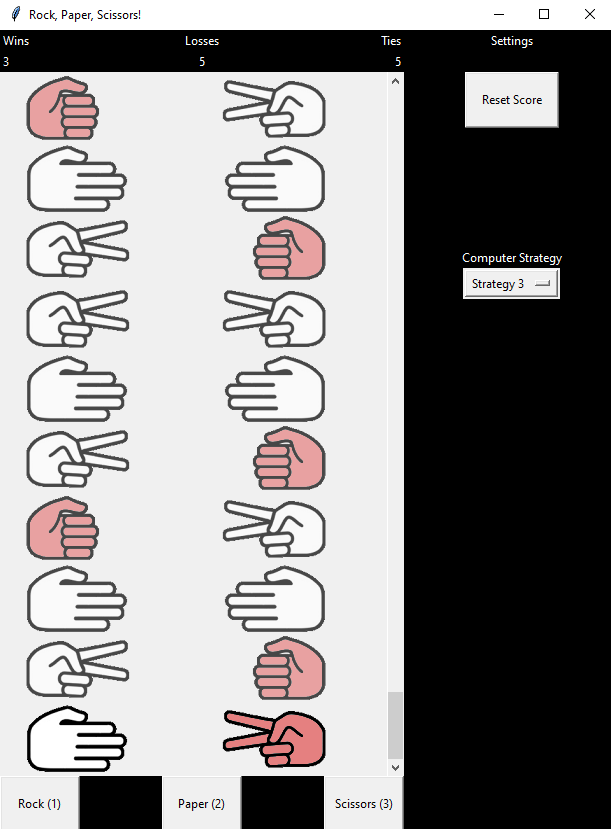 Rock, Paper, Scissors!
Wins Losses Ties Settings
3 5 5
Reset Score
Computer Strategy
Strategy 3
Rock (1) Paper (2) Scissors (3)